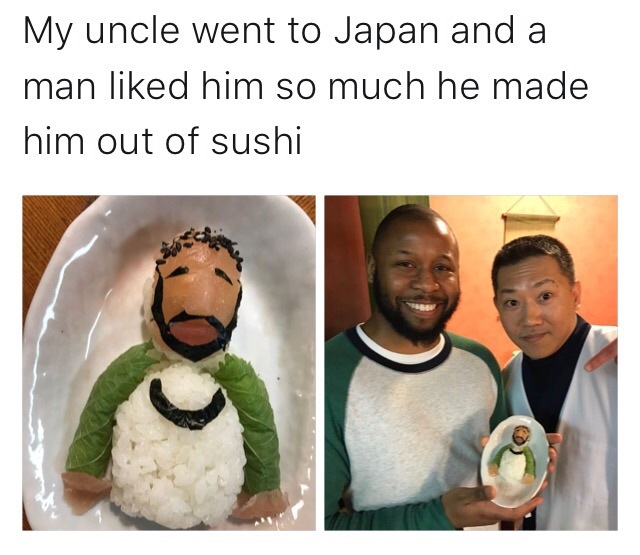 My uncle went to Japan and a
man liked him so much he made
him out of sushi